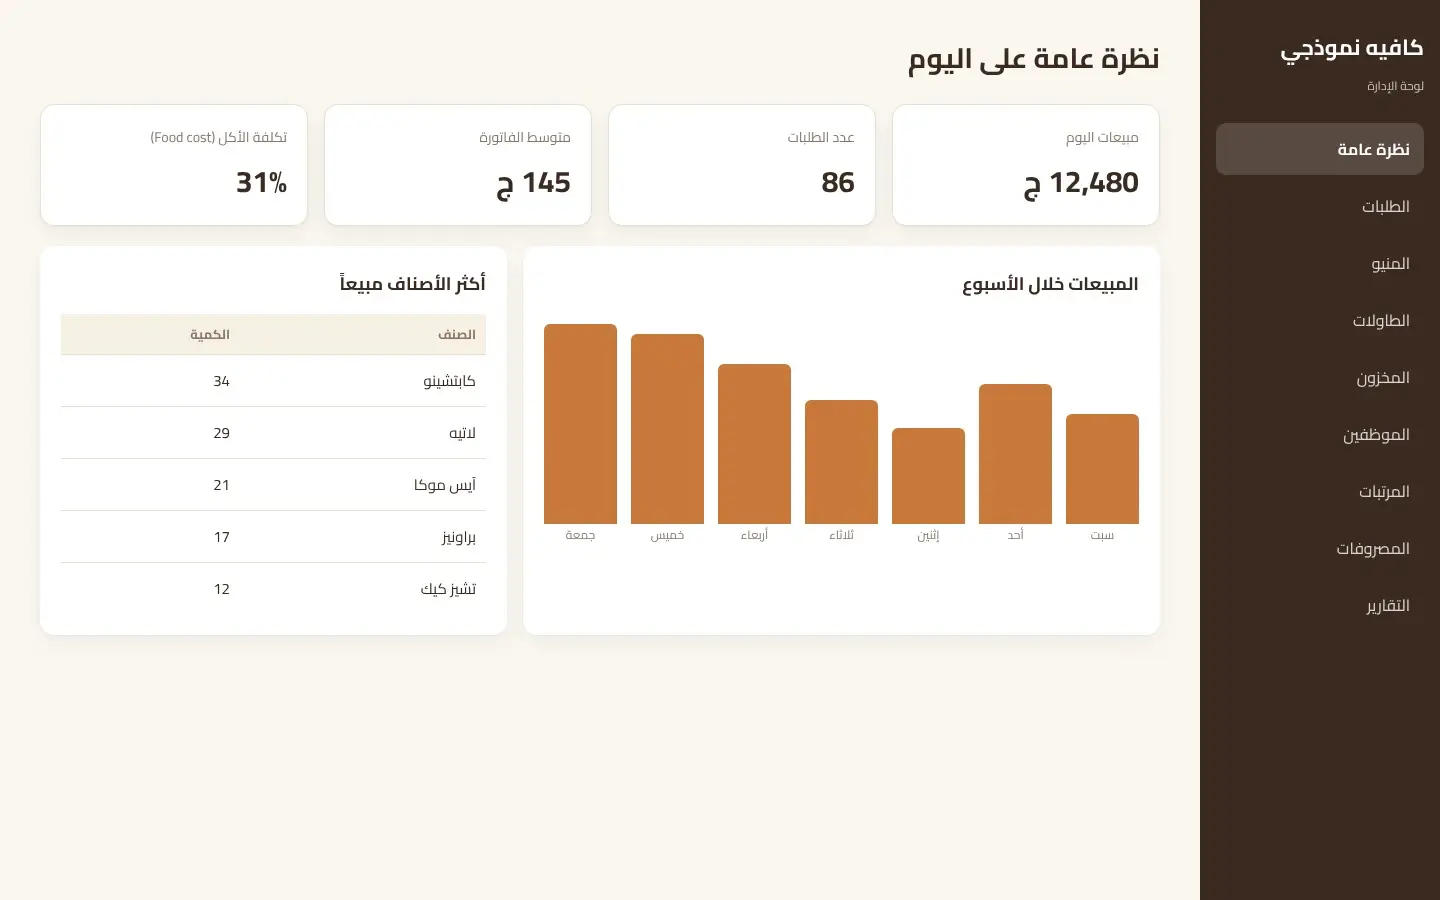 كافيه نموذجي
لوحة الإدارة
نظرة عامة
الطلبات
المنيو
الطاولات
المخزون
الموظفين
المرتبات
المصروفات
التقارير
نظرة عامة على اليوم
مبيعات اليوم
12,480 ج
عدد الطلبات
86
متوسط الفاتورة
145 ج
تكلفة الأكل (Food cost)
31%
المبيعات خلال الأسبوع
سبت أحد إثنين ثلاثاء أربعاء خميس جمعة
أكثر الأصناف مبيعاً
الصنف الكمية
كابتشينو 34
لاتيه 29
آيس موكا 21
براونيز 17
تشيز كيك 12